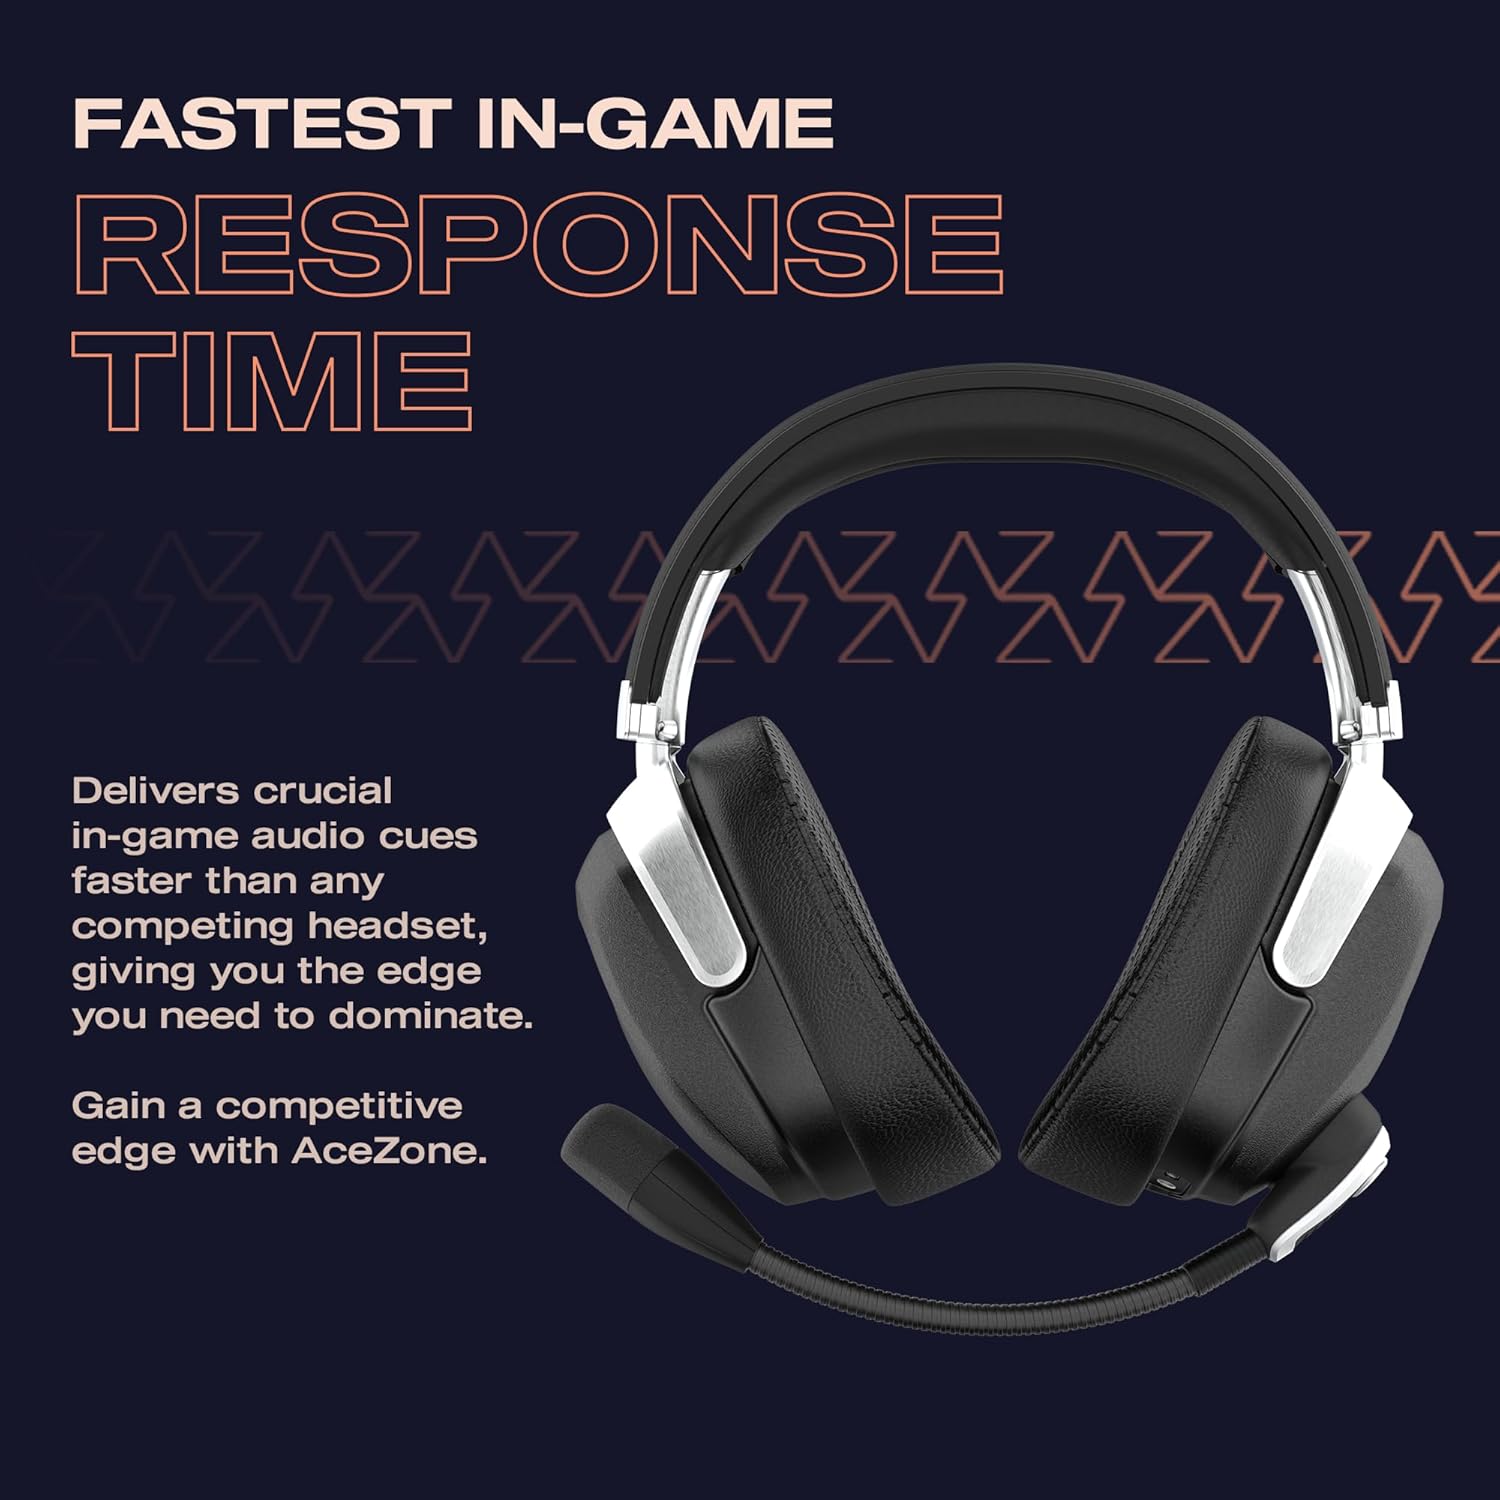 FASTEST IN-GAME
RESPONSE
TIME
Delivers crucial
in-game audio cues
faster than any
competing headset,
giving you the edge
you need to dominate.
Gain a competitive
edge with AceZone.